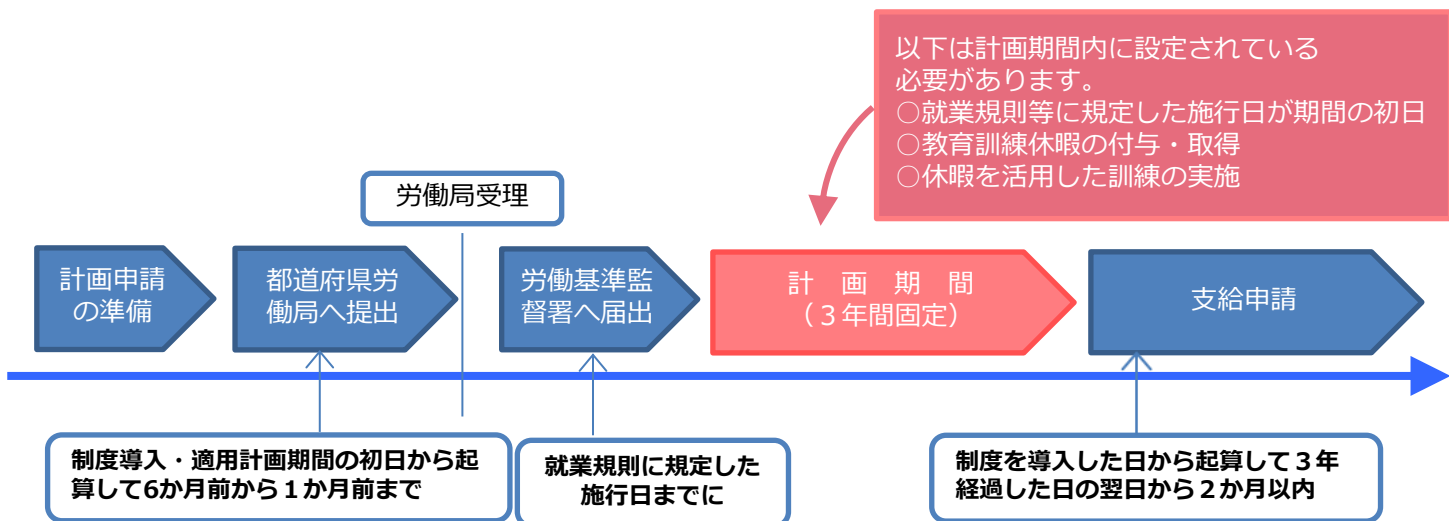 以下は計画期間内に設定されている
必要があります。
○就業規則等に規定した施行日が期間の初日
○教育訓練休暇の付与・取得
○休暇を活用した訓練の実施
労働局受理
計画申請
の準備
都道府県労
働局へ提出
労働基準監
督署へ届出
計　画　期　間
（３年間固定）
支給申請
制度導入・適用計画期間の初日から起
算して6か月前から１か月前まで
就業規則に規定した
施行日までに
制度を導入した日から起算して３年
経過した日の翌日から２か月以内